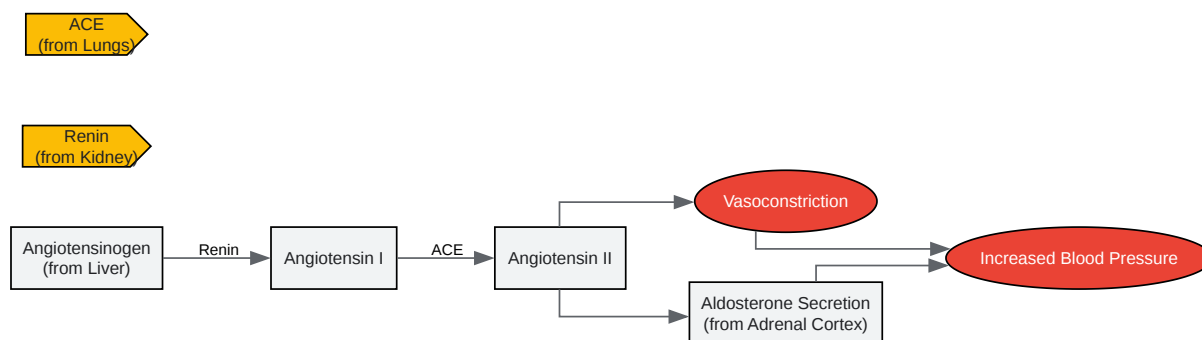 ACE
(from Lungs)
Renin
(from Kidney)
Vasoconstriction
Angiotensinogen
(from Liver)
Renin
Angiotensin I
ACE
Angiotensin II
Increased Blood Pressure
Aldosterone Secretion
(from Adrenal Cortex)